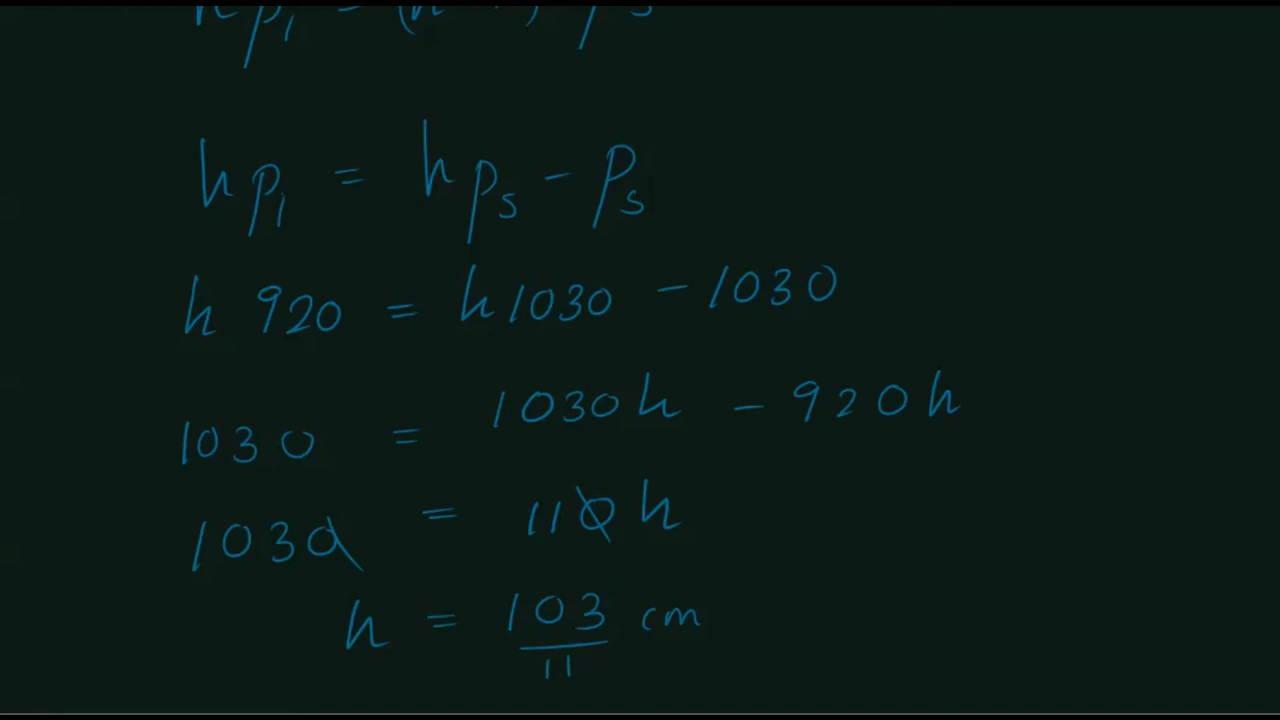 hρ₁ = hρₛ - ρₛ
h 920 = h1030 - 1030
1030 = 1030h - 920h
1030 = 110h
h = 103/11 cm